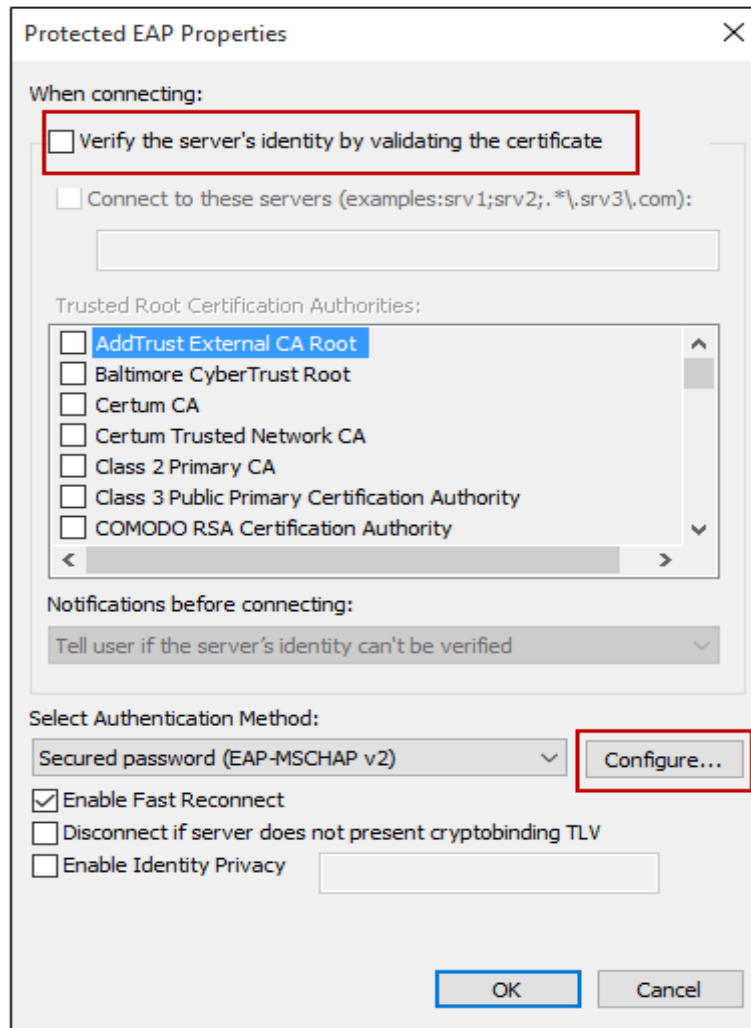 Protected EAP Properties
When connecting:
Verify the server's identity by validating the certificate
Connect to these servers (examples:srv1;srv2;.*\.srv3\.com):
Trusted Root Certification Authorities:
AddTrust External CA Root
Baltimore CyberTrust Root
Certum CA
Certum Trusted Network CA
Class 2 Primary CA
Class 3 Public Primary Certification Authority
COMODO RSA Certification Authority
Notifications before connecting:
Tell user if the server’s identity can't be verified
Select Authentication Method:
Secured password (EAP-MSCHAP v2) Configure...
Enable Fast Reconnect
Disconnect if server does not present cryptobinding TLV
Enable Identity Privacy
OK Cancel